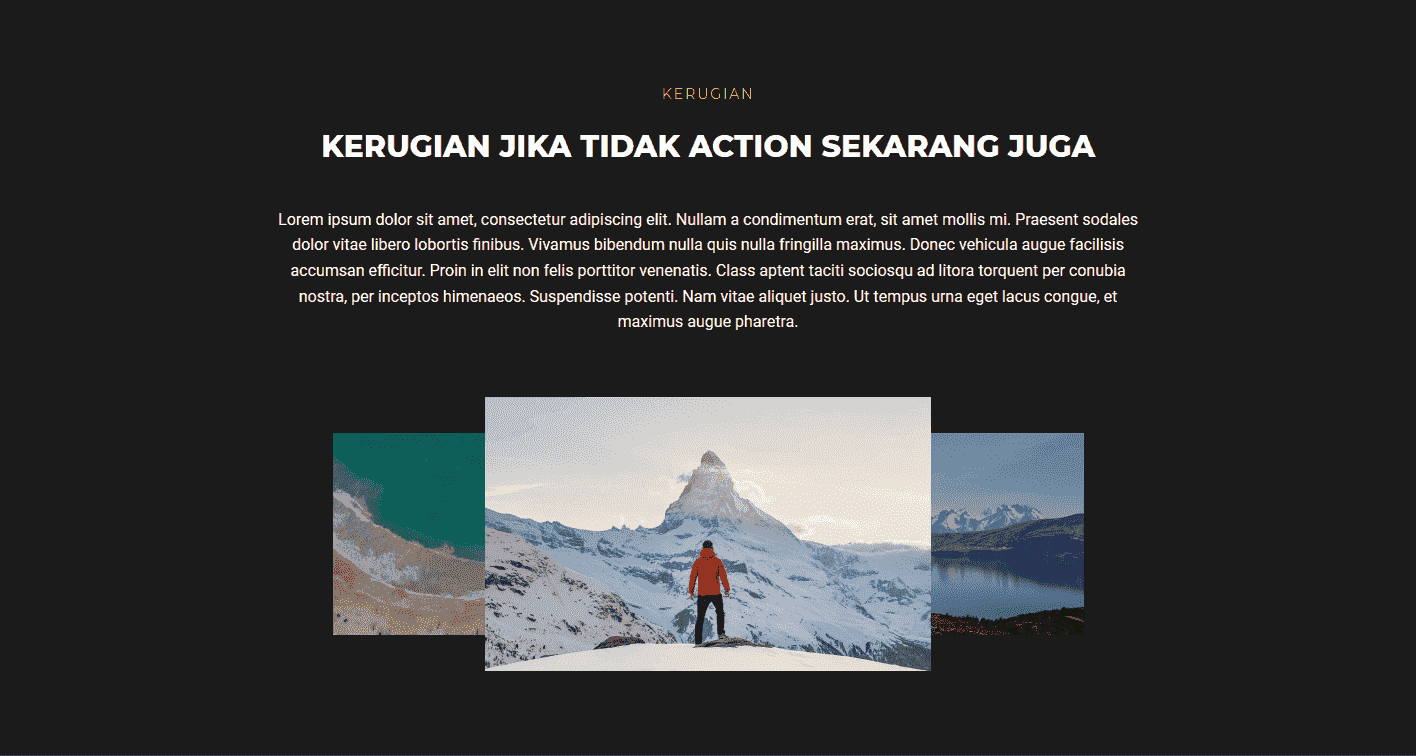 KERUGIAN
KERUGIAN JIKA TIDAK ACTION SEKARANG JUGA
Lorem ipsum dolor sit amet, consectetur adipiscing elit. Nullam a condimentum erat, sit amet mollis mi. Praesent sodales
dolor vitae libero lobortis finibus. Vivamus bibendum nulla quis nulla fringilla maximus. Donec vehicula augue facilisis
accumsan efficitur. Proin in elit non felis porttitor venenatis. Class aptent taciti sociosqu ad litora torquent per conubia
nostra, per inceptos himenaeos. Suspendisse potenti. Nam vitae aliquet justo. Ut tempus urna eget lacus congue, et
maximus augue pharetra.